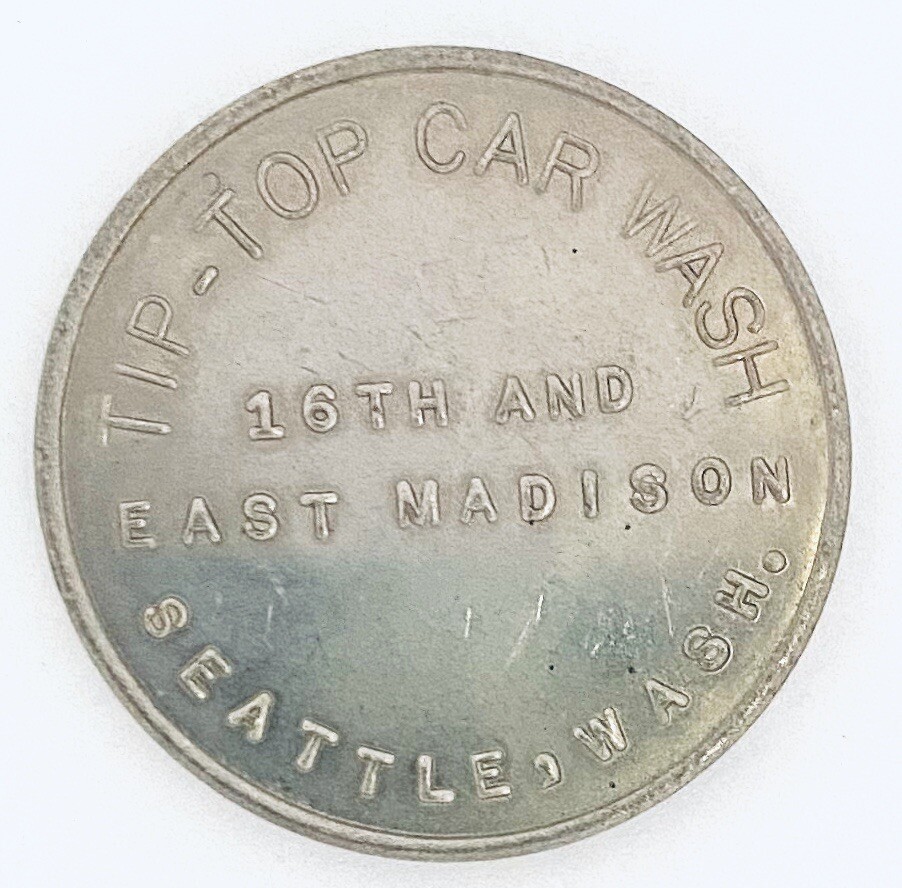 TIP-TOP CAR WASH
16TH AND
EAST MADISON
SEATTLE, WASH.